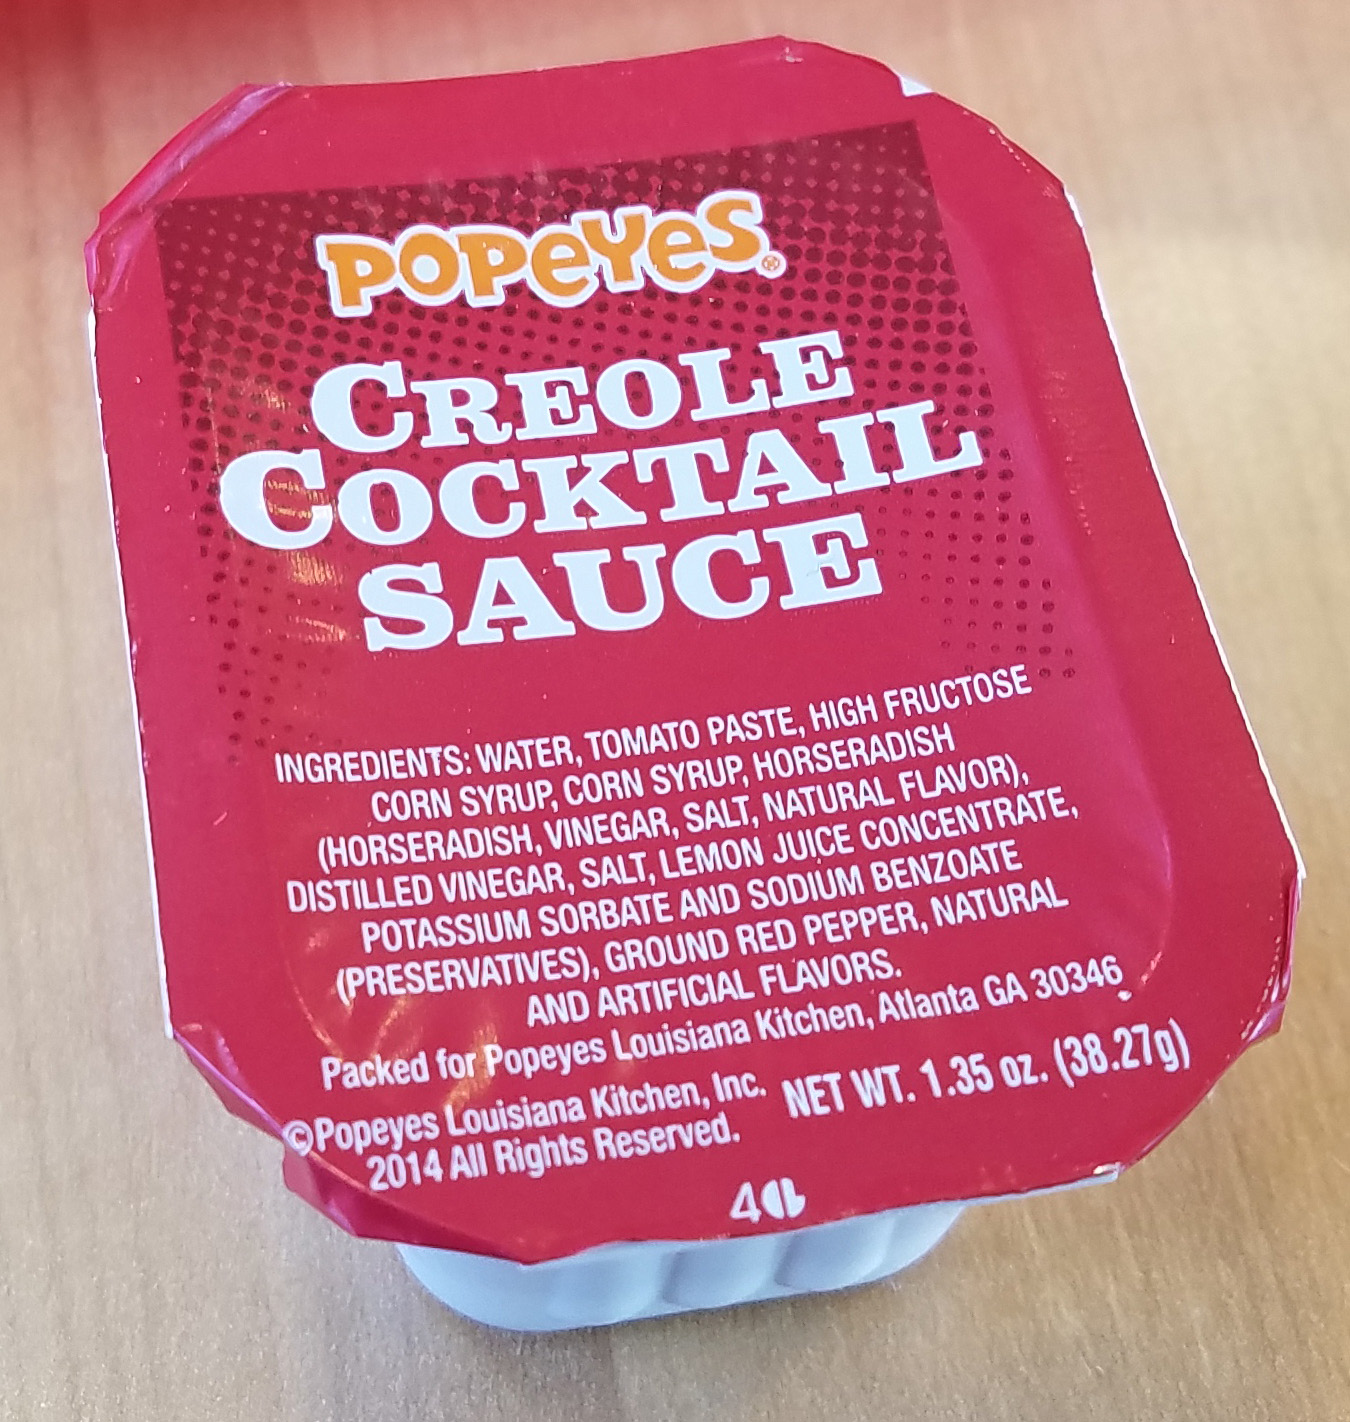 POPEYES®
CREOLE
COCKTAIL
SAUCE
INGREDIENTS: WATER, TOMATO PASTE, HIGH FRUCTOSE
CORN SYRUP, CORN SYRUP, HORSERADISH
(HORSERADISH, VINEGAR, SALT, NATURAL FLAVOR),
DISTILLED VINEGAR, SALT, LEMON JUICE CONCENTRATE,
POTASSIUM SORBATE AND SODIUM BENZOATE
(PRESERVATIVES), GROUND RED PEPPER, NATURAL
AND ARTIFICIAL FLAVORS.
Packed for Popeyes Louisiana Kitchen, Atlanta GA 30346
©Popeyes Louisiana Kitchen, Inc. NET WT. 1.35 oz. (38.27g)
2014 All Rights Reserved.
4